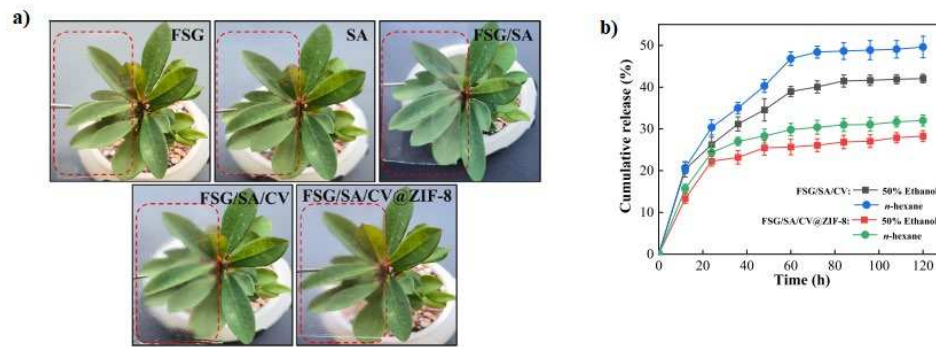 a)
FSG
SA
FSG/SA
FSG/SA/CV
FSG/SA/CV@ZIF-8
b)
Cumulative release (%)
50
40
30
20
10
0
FSG/SA/CV: 50% Ethanol
n-hexane
FSG/SA/CV@ZIF-8: 50% Ethanol
n-hexane
0 20 40 60 80 100 120
Time (h)